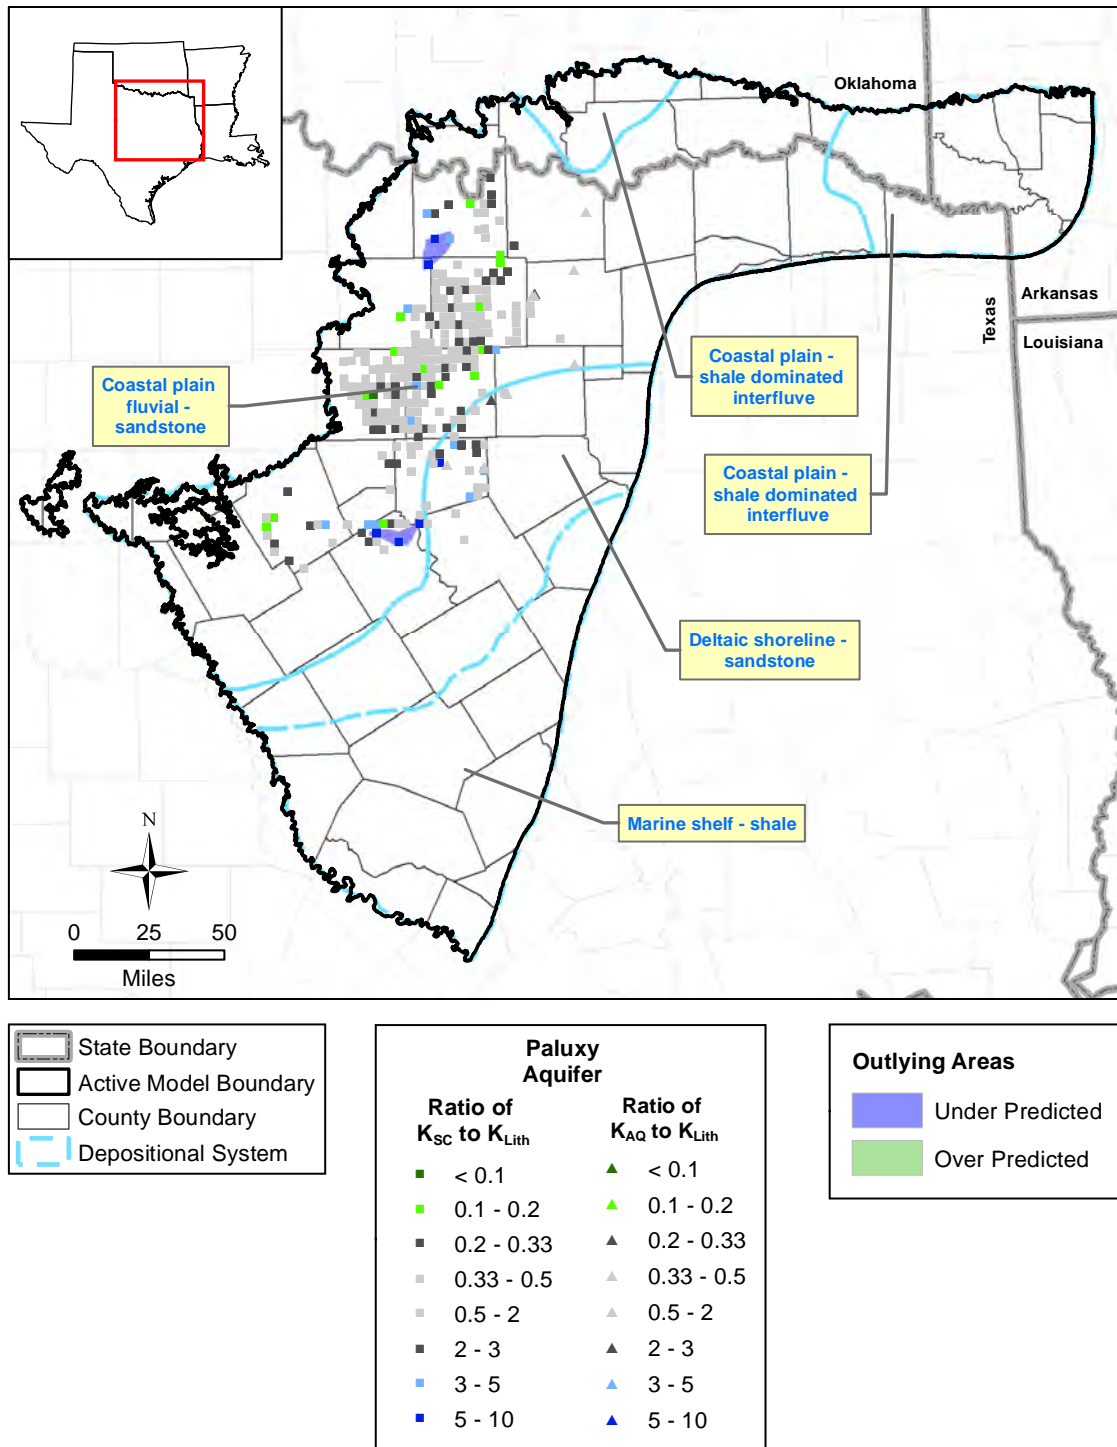 Oklahoma
Texas
Arkansas
Louisiana
Coastal plain
fluvial -
sandstone
Coastal plain -
shale dominated
interfluve
Coastal plain -
shale dominated
interfluve
Deltaic shoreline -
sandstone
Marine shelf - shale
N
0 25 50
Miles
State Boundary
Active Model Boundary
County Boundary
Depositional System
Paluxy
Aquifer
Ratio of
K_SC to K_Lith
< 0.1
0.1 - 0.2
0.2 - 0.33
0.33 - 0.5
0.5 - 2
2 - 3
3 - 5
5 - 10
Ratio of
K_AQ to K_Lith
< 0.1
0.1 - 0.2
0.2 - 0.33
0.33 - 0.5
0.5 - 2
2 - 3
3 - 5
5 - 10
Outlying Areas
Under Predicted
Over Predicted